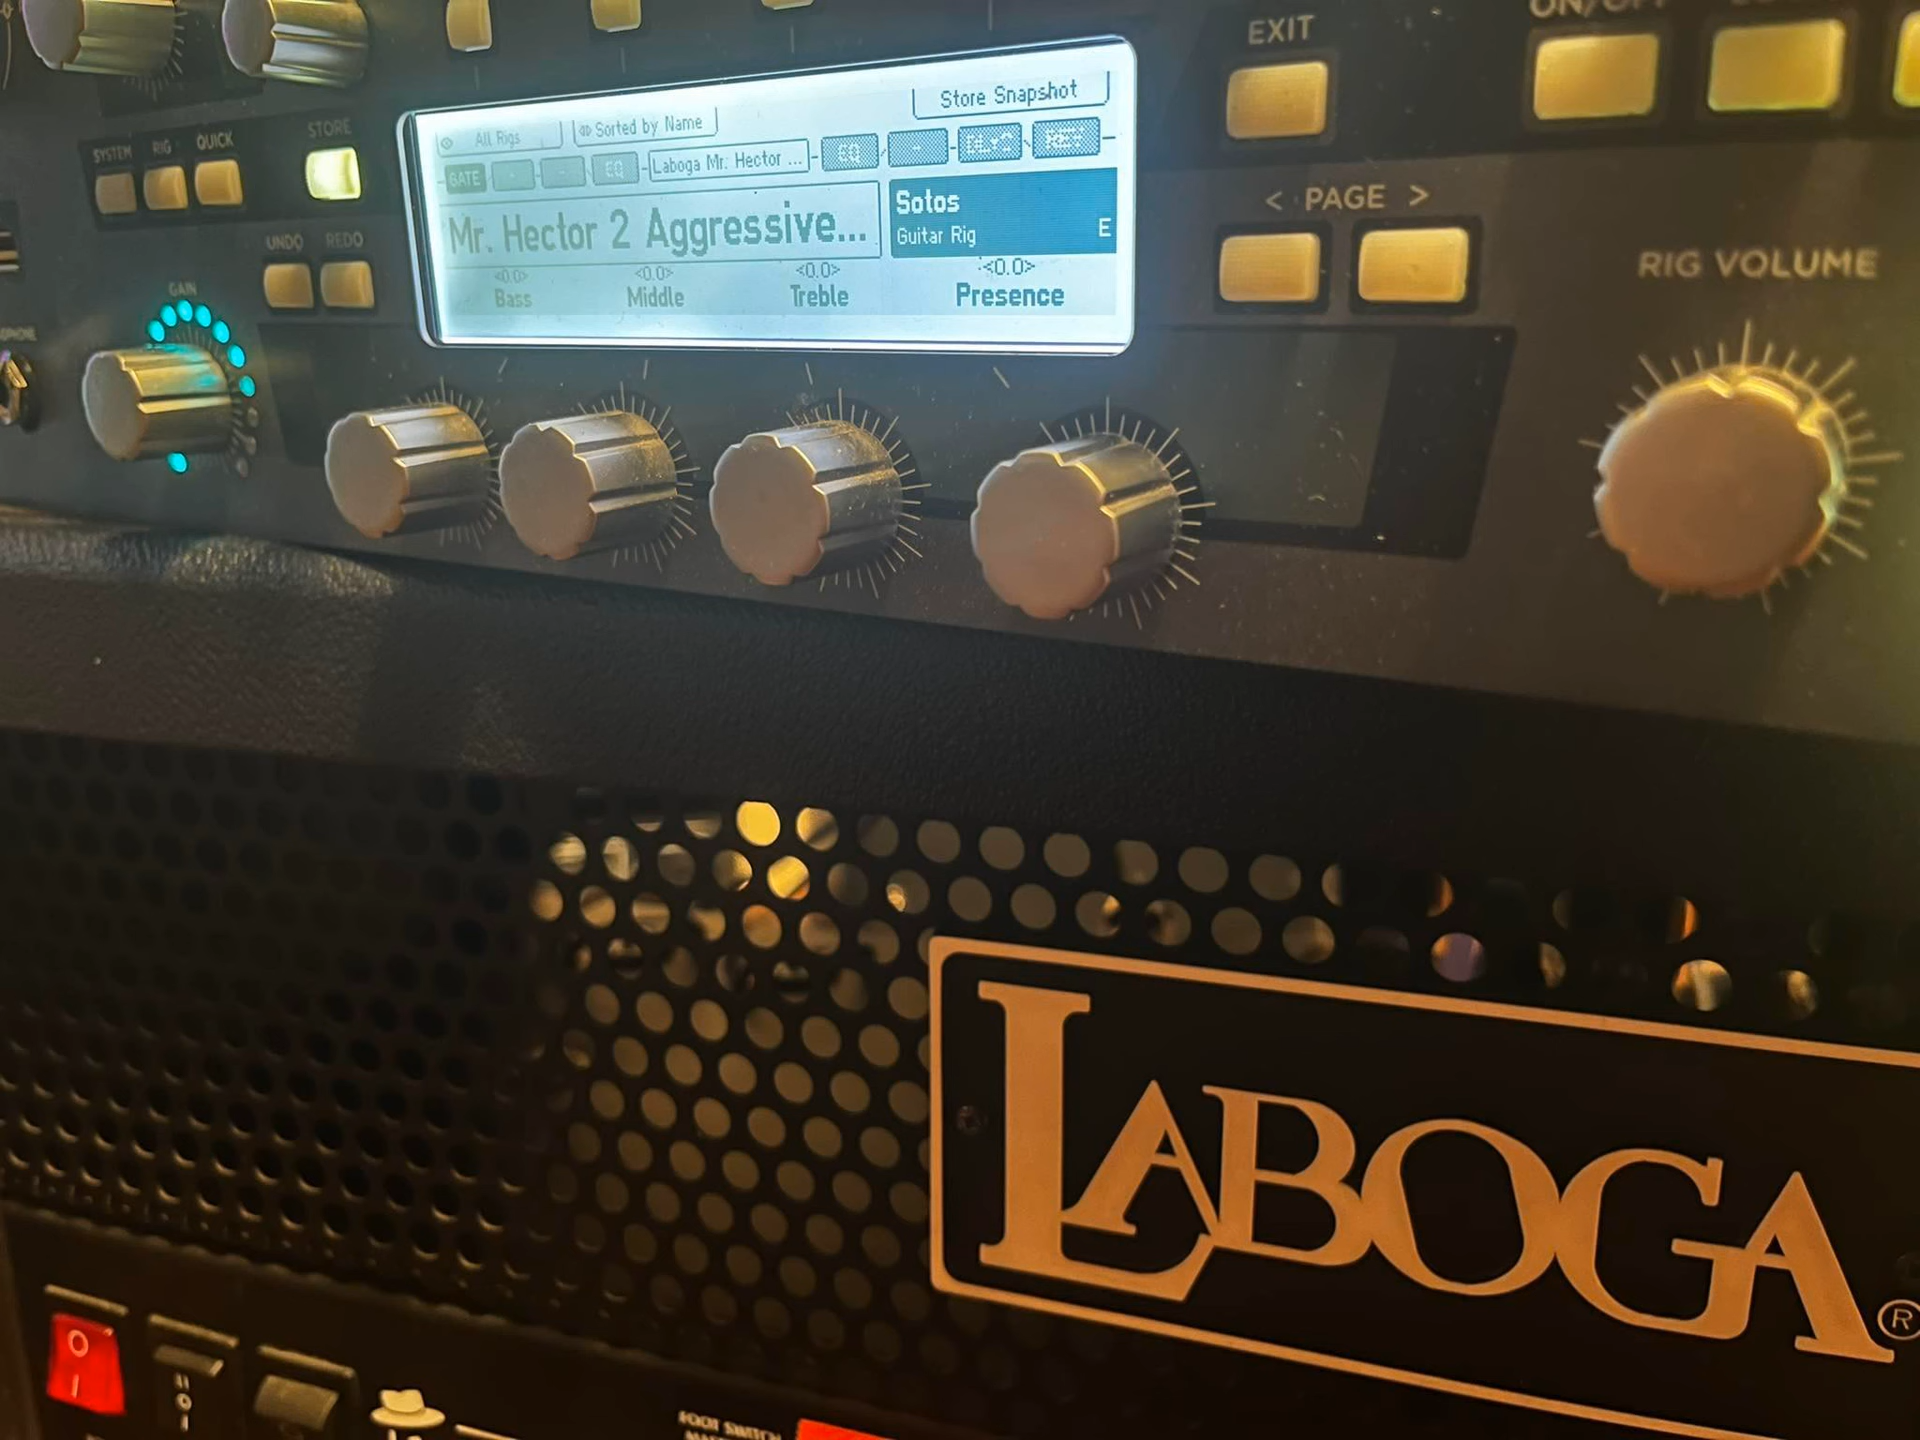 EXIT
SYSTEM
RIG
QUICK
STORE
All Rigs
Sorted by Name
Store Snapshot
GATE
EQ
Laboga Mr. Hector ...
EQ
Mr. Hector 2 Aggressive...
Sotos
Guitar Rig
E
<0.0>
<0.0>
<0.0>
<0.0>
Bass
Middle
Treble
Presence
< PAGE >
UNDO
REDO
RIG VOLUME
GAIN
LABOGA
®
FOOT SWITCH